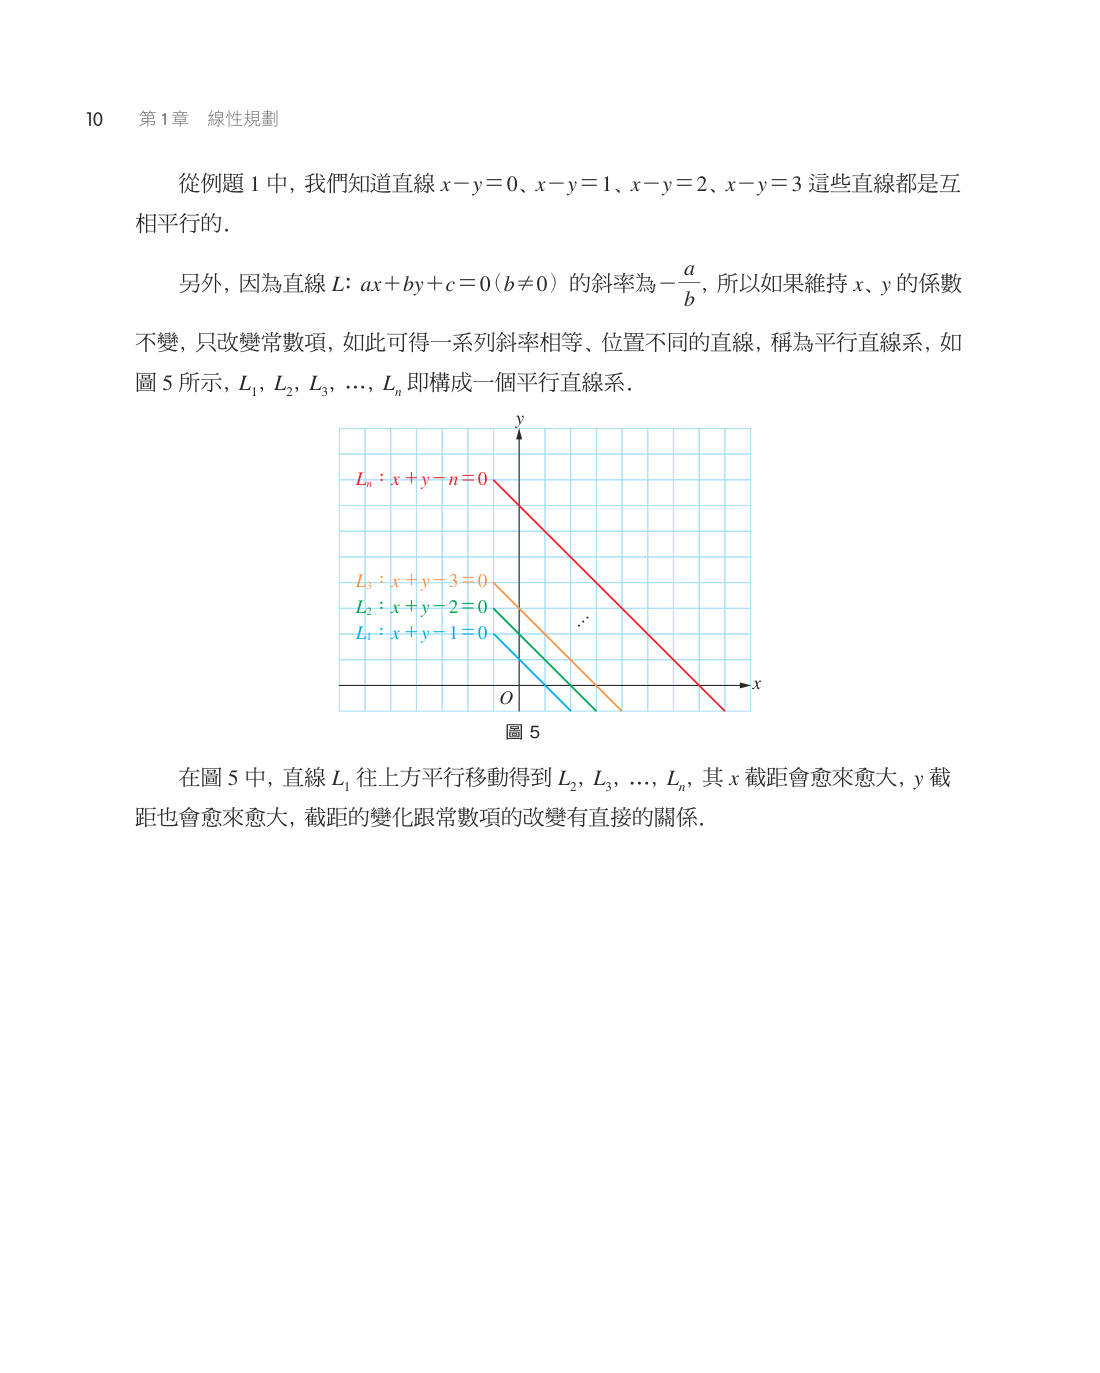 10 第1章 線性規劃
從例題 1 中, 我們知道直線 x－y＝0、x－y＝1、x－y＝2、x－y＝3 這些直線都是互
相平行的.
另外, 因為直線 L: ax＋by＋c＝0 (b≠0) 的斜率為－a/b, 所以如果維持 x、y 的係數
不變, 只改變常數項, 如此可得一系列斜率相等、位置不同的直線, 稱為平行直線系, 如
圖 5 所示, L₁, L₂, L₃, …, Lₙ 即構成一個平行直線系.
y
Lₙ：x＋y－n＝0
L₃：x＋y－3＝0
L₂：x＋y－2＝0
⋰
L₁：x＋y－1＝0
x
O
圖 5
在圖 5 中, 直線 L₁ 往上方平行移動得到 L₂, L₃, …, Lₙ, 其 x 截距會愈來愈大, y 截
距也會愈來愈大, 截距的變化跟常數項的改變有直接的關係.